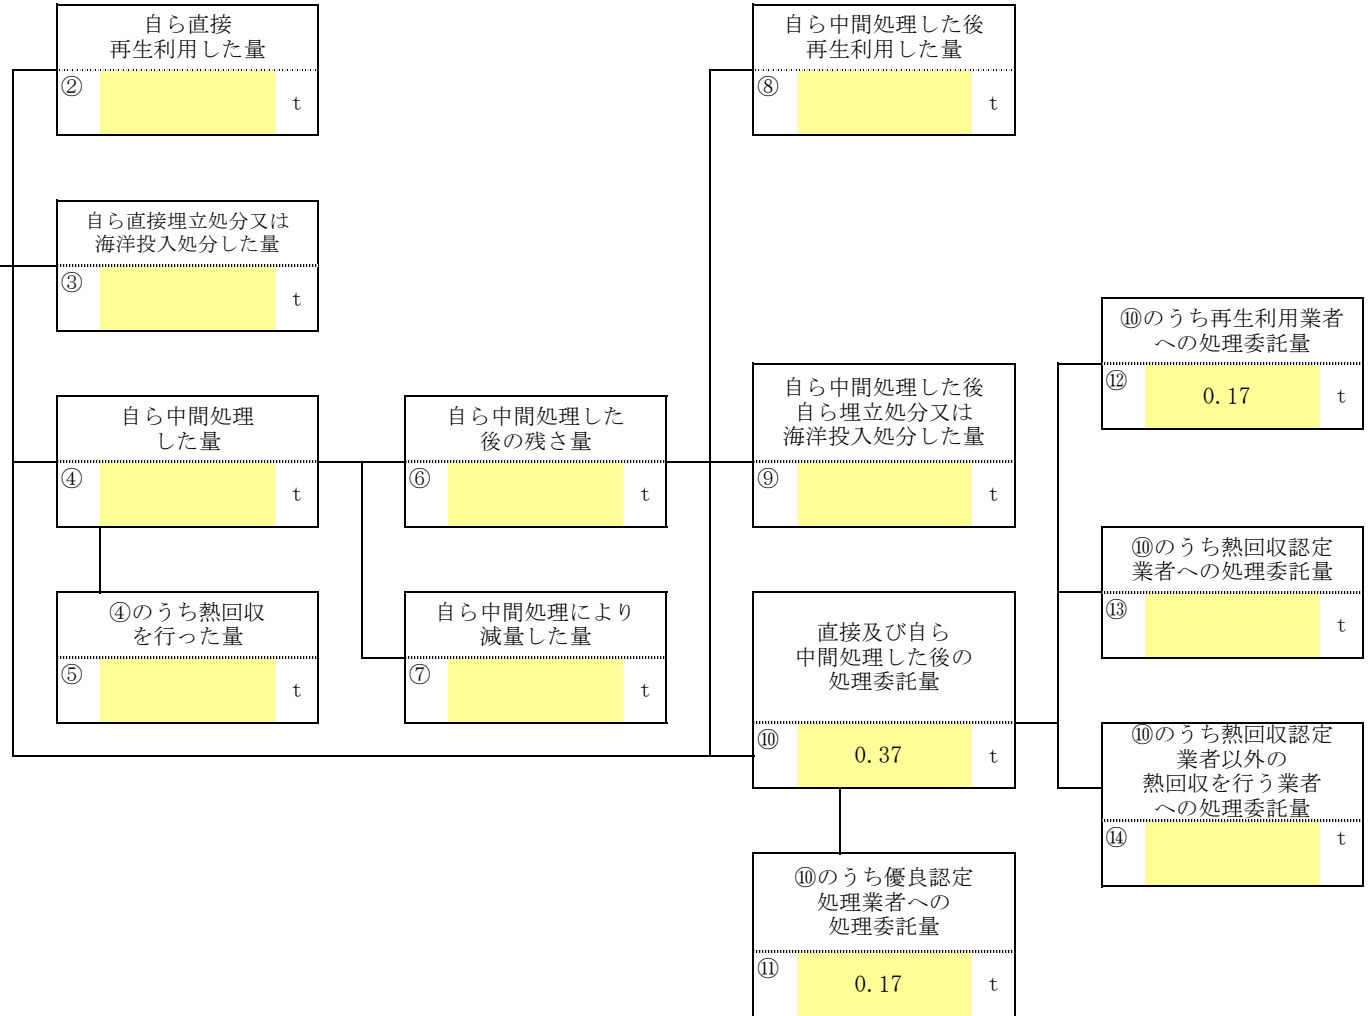 自ら直接
再生利用した量
②
t
自ら中間処理した後
再生利用した量
⑧
t
自ら直接埋立処分又は
海洋投入処分した量
③
t
⑩のうち再生利用業者
への処理委託量
⑫ 0.17 t
自ら中間処理
した量
④
t
自ら中間処理した
後の残さ量
⑥
t
自ら中間処理した後
自ら埋立処分又は
海洋投入処分した量
⑨
t
⑩のうち熱回収認定
業者への処理委託量
⑬
t
④のうち熱回収
を行った量
⑤
t
自ら中間処理により
減量した量
⑦
t
直接及び自ら
中間処理した後の
処理委託量
⑩ 0.37 t
⑩のうち熱回収認定
業者以外の
熱回収を行う業者
への処理委託量
⑭
t
⑩のうち優良認定
処理業者への
処理委託量
⑪ 0.17 t